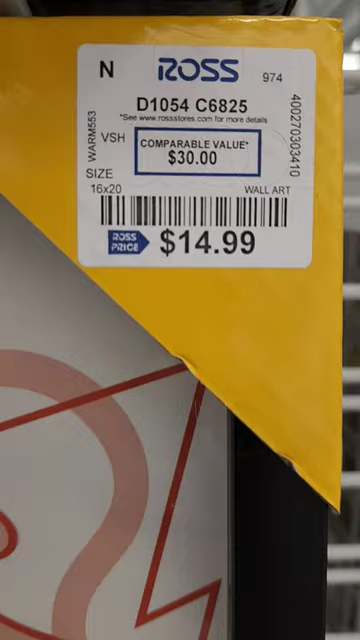 N ROSS 974
D1054 C6825
*See www.rossstores.com for more details
WARM553
VSH
COMPARABLE VALUE*
$30.00
400270303410
SIZE
16x20 WALL ART
ROSS PRICE $14.99